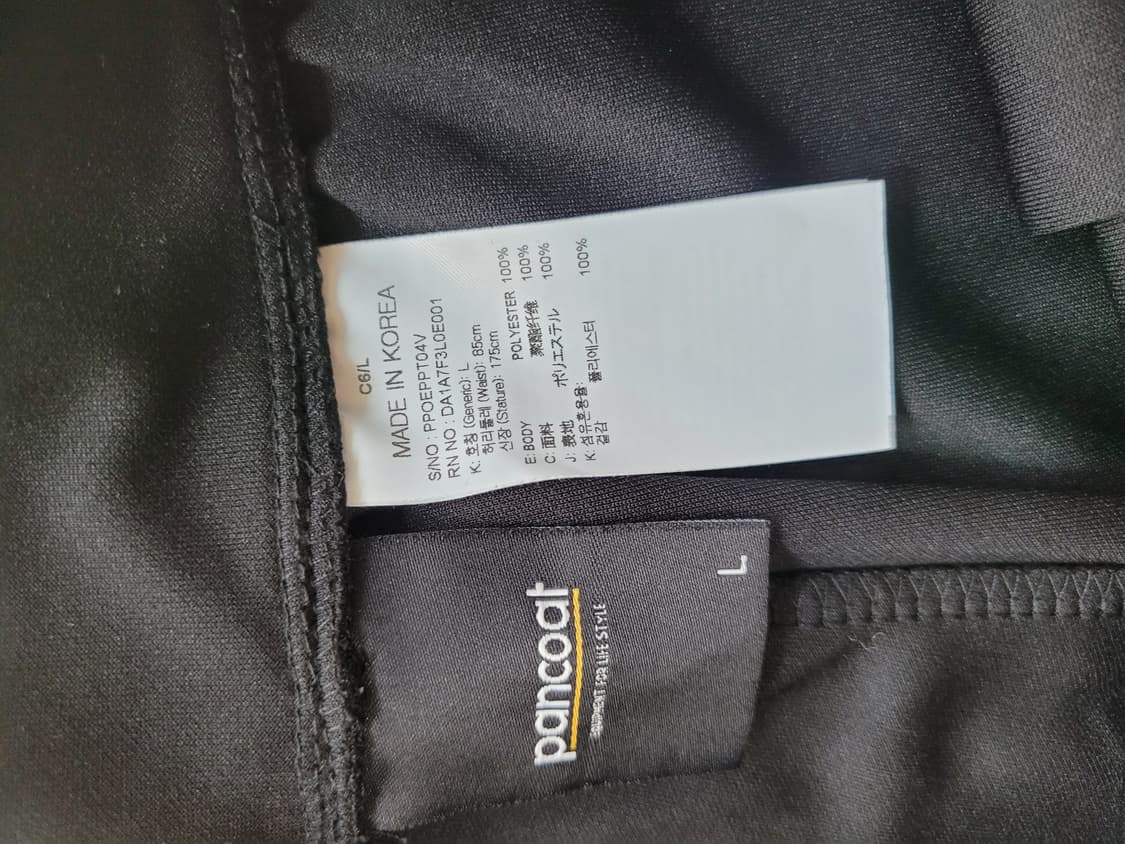 C6/L
MADE IN KOREA
S/NO : PPOEPPT04V
RN NO : DA1A7F3L0E001
K: 호칭 (Generic): L
허리둘레 (Waist): 85cm
신장 (Stature): 175cm
E: BODY POLYESTER 100%
C: 面料 聚酯纤维 100%
J: 表地 ポリエステル 100%
K: 섬유혼용율:
겉감 폴리에스터 100%
pancoat
EQUIPMENT FOR LIFE STYLE
L